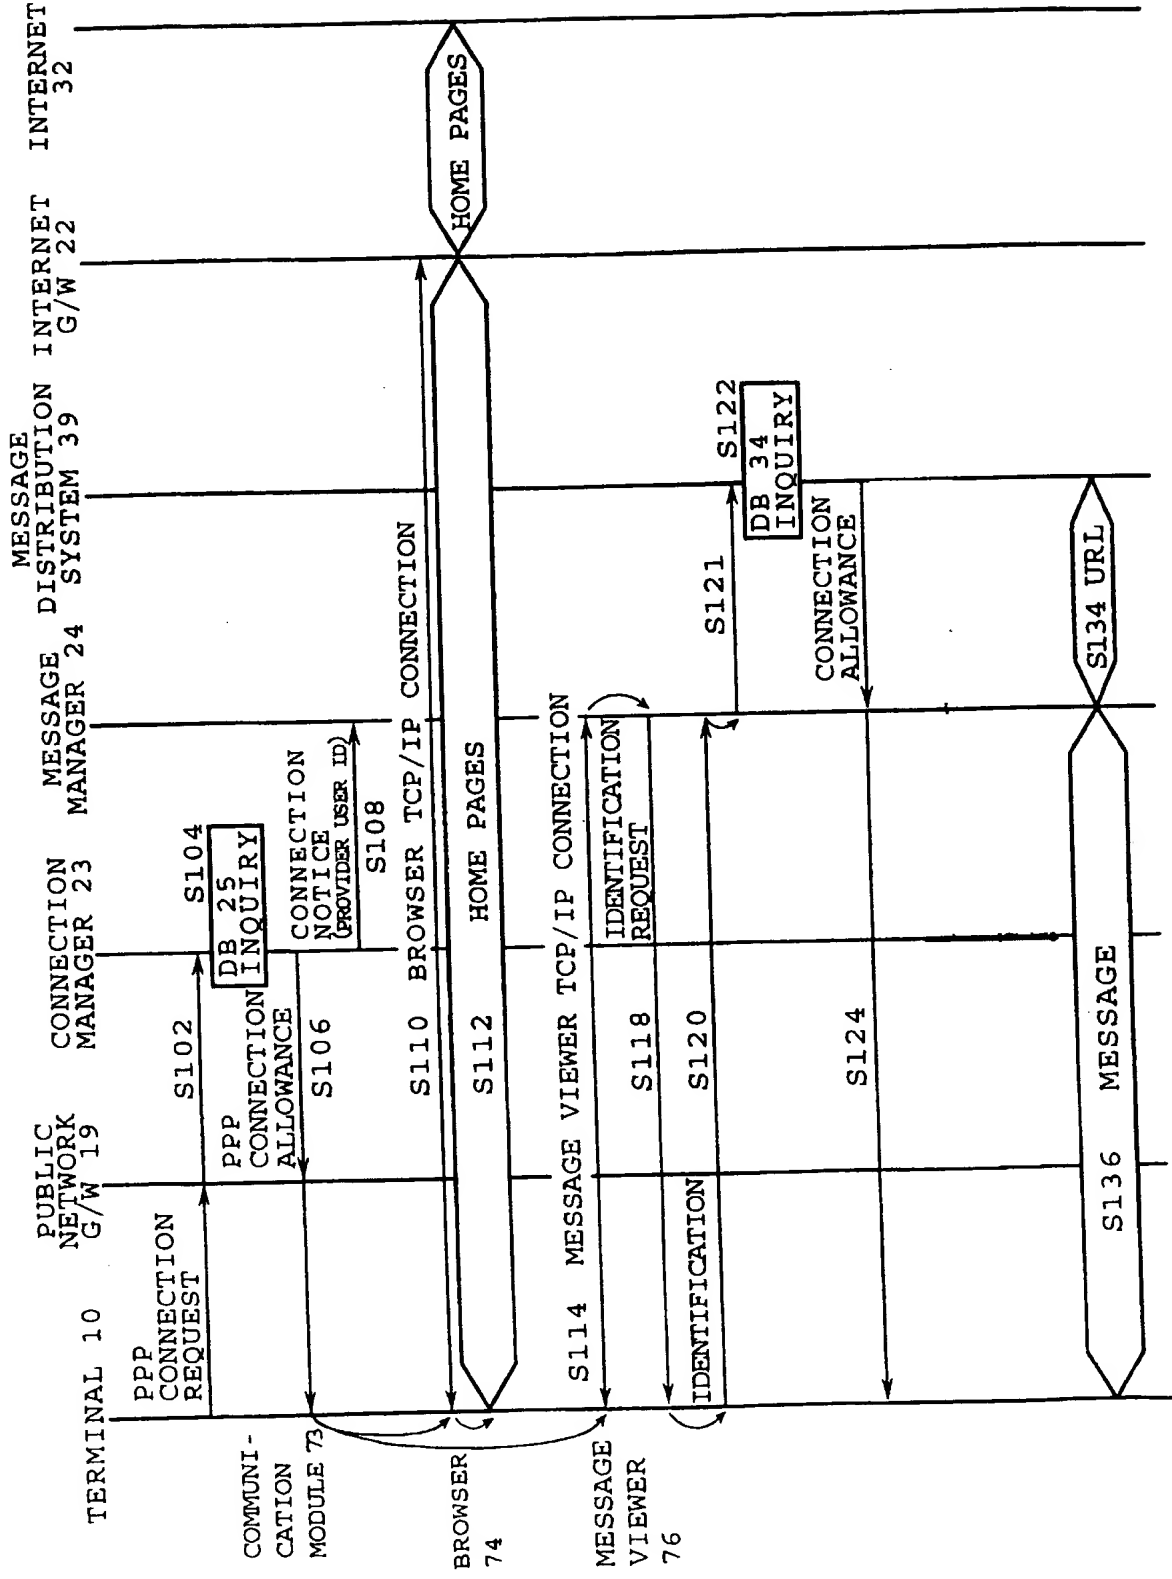 TERMINAL 10
PUBLIC
NETWORK
G/W 19
CONNECTION
MANAGER 23
MESSAGE
MANAGER 24
MESSAGE
DISTRIBUTION
SYSTEM 39
INTERNET
G/W 22
INTERNET
32
PPP
CONNECTION
REQUEST
S102
S104
DB 25
INQUIRY
COMMUNI-
CATION
MODULE 73
PPP
CONNECTION
ALLOWANCE
S106
CONNECTION
NOTICE
(PROVIDER USER ID)
S108
S110 BROWSER TCP/IP CONNECTION
BROWSER
74
S112 HOME PAGES
HOME PAGES
S114 MESSAGE VIEWER TCP/IP CONNECTION
MESSAGE
VIEWER
76
IDENTIFICATION
REQUEST
S118
IDENTIFICATION
S120
S121
S122
DB 34
INQUIRY
CONNECTION
ALLOWANCE
S124
S134 URL
S136 MESSAGE